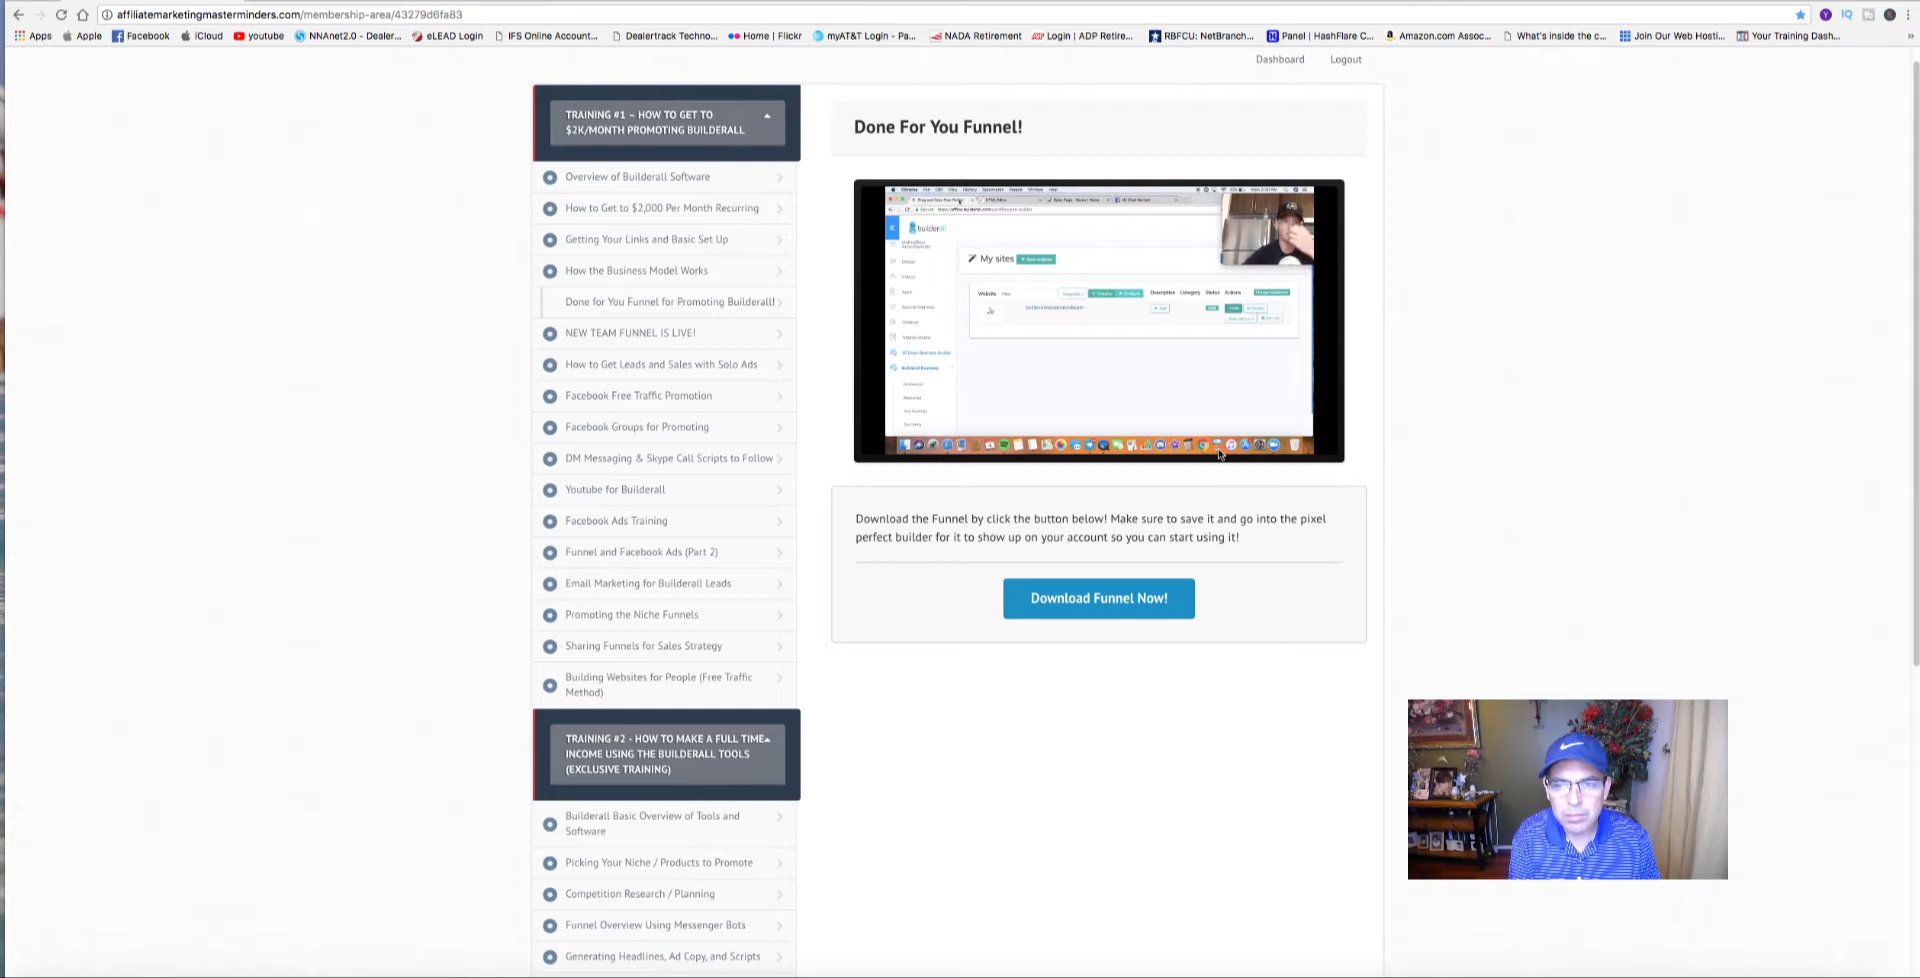 affiliatemarketingmasterminders.com/membership-area/43279d6fa83
Apps Apple Facebook iCloud youtube NNAnet2.0 - Dealer... eLEAD Login IFS Online Account... Dealertrack Techno... Home | Flickr myAT&T Login - Pa... NADA Retirement Login | ADP Retire... RBFCU: NetBranch... Panel | HashFlare C... Amazon.com Assoc... What's inside the c... Join Our Web Hosti... Your Training Dash... »
Dashboard Logout
TRAINING #1 – HOW TO GET TO
$2K/MONTH PROMOTING BUILDERALL
Overview of Builderall Software
How to Get to $2,000 Per Month Recurring
Getting Your Links and Basic Set Up
How the Business Model Works
Done for You Funnel for Promoting Builderall!
NEW TEAM FUNNEL IS LIVE!
How to Get Leads and Sales with Solo Ads
Facebook Free Traffic Promotion
Facebook Groups for Promoting
DM Messaging & Skype Call Scripts to Follow
Youtube for Builderall
Facebook Ads Training
Funnel and Facebook Ads (Part 2)
Email Marketing for Builderall Leads
Promoting the Niche Funnels
Sharing Funnels for Sales Strategy
Building Websites for People (Free Traffic
Method)
TRAINING #2 - HOW TO MAKE A FULL TIME
INCOME USING THE BUILDERALL TOOLS
(EXCLUSIVE TRAINING)
Builderall Basic Overview of Tools and
Software
Picking Your Niche / Products to Promote
Competition Research / Planning
Funnel Overview Using Messenger Bots
Generating Headlines, Ad Copy, and Scripts
Done For You Funnel!
builderall
My sites
Website
Description Category Status Actions
Download the Funnel by click the button below! Make sure to save it and go into the pixel
perfect builder for it to show up on your account so you can start using it!
Download Funnel Now!